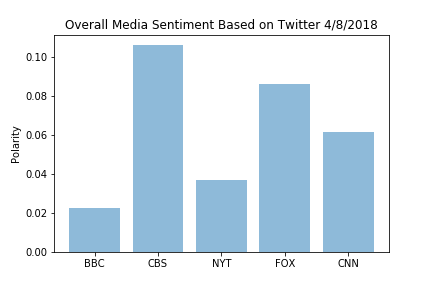 Overall Media Sentiment Based on Twitter 4/8/2018
0.10
0.08
0.06
0.04
0.02
0.00
Polarity
BBC CBS NYT FOX CNN